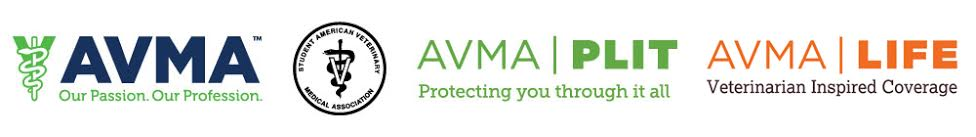 AVMA™
Our Passion. Our Profession.
STUDENT AMERICAN VETERINARY
MEDICAL ASSOCIATION
V
AVMA | PLIT
Protecting you through it all
AVMA | LIFE
Veterinarian Inspired Coverage